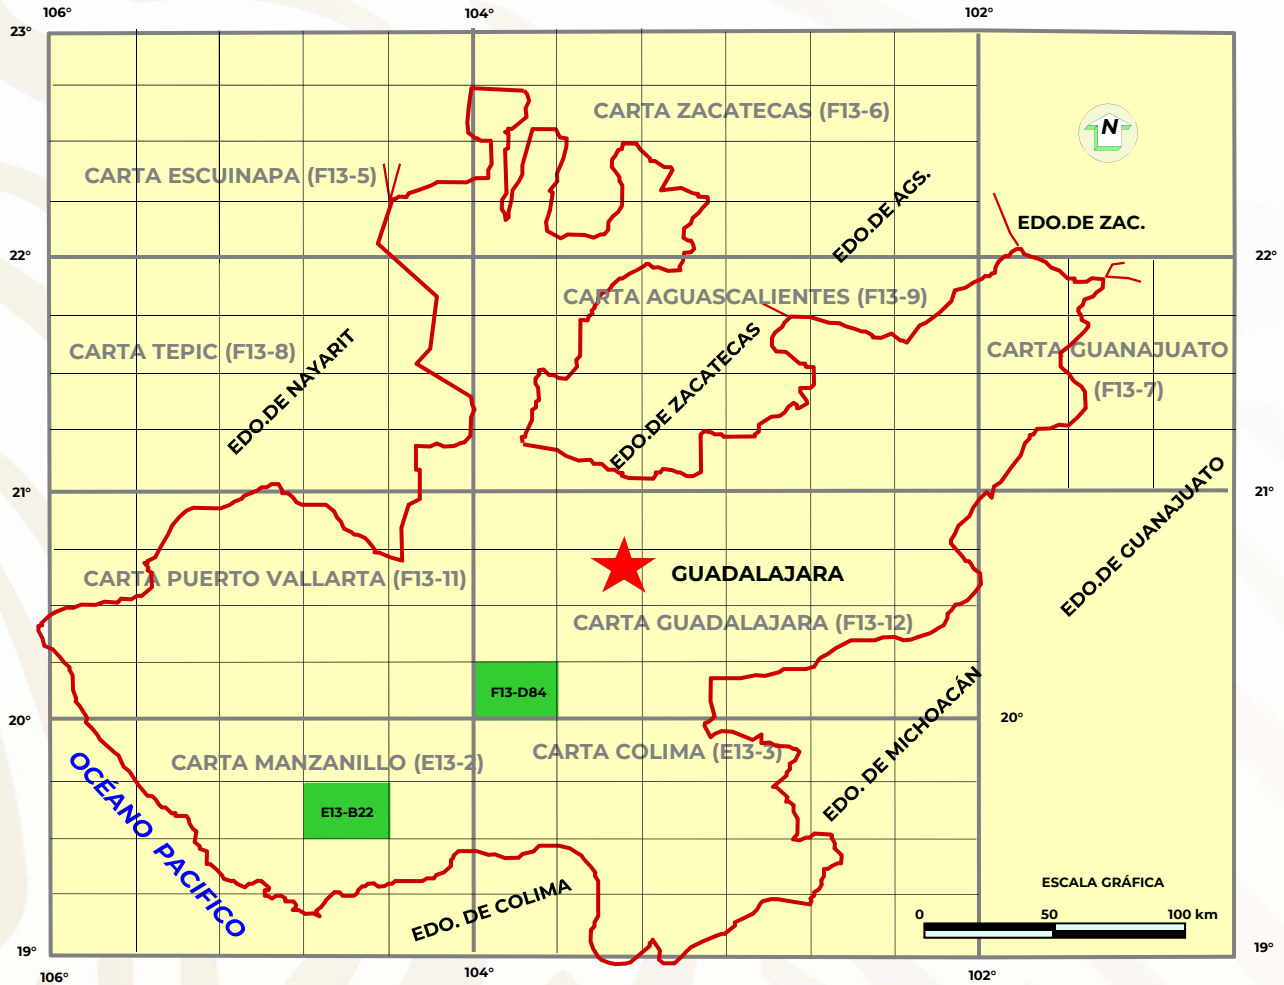 106°
104°
102°
23°
CARTA ZACATECAS (F13-6)
N
CARTA ESCUINAPA (F13-5)
EDO.DE AGS.
EDO.DE ZAC.
22°
22°
CARTA AGUASCALIENTES (F13-9)
CARTA TEPIC (F13-8)
EDO.DE NAYARIT
EDO.DE ZACATECAS
CARTA GUANAJUATO
(F13-7)
21°
21°
EDO.DE GUANAJUATO
CARTA PUERTO VALLARTA (F13-11)
GUADALAJARA
CARTA GUADALAJARA (F13-12)
F13-D84
20°
20°
CARTA MANZANILLO (E13-2)
CARTA COLIMA (E13-3)
EDO. DE MICHOACÁN
OCÉANO PACIFICO
E13-B22
EDO. DE COLIMA
ESCALA GRÁFICA
0 50 100 km
19°
19°
106°
104°
102°